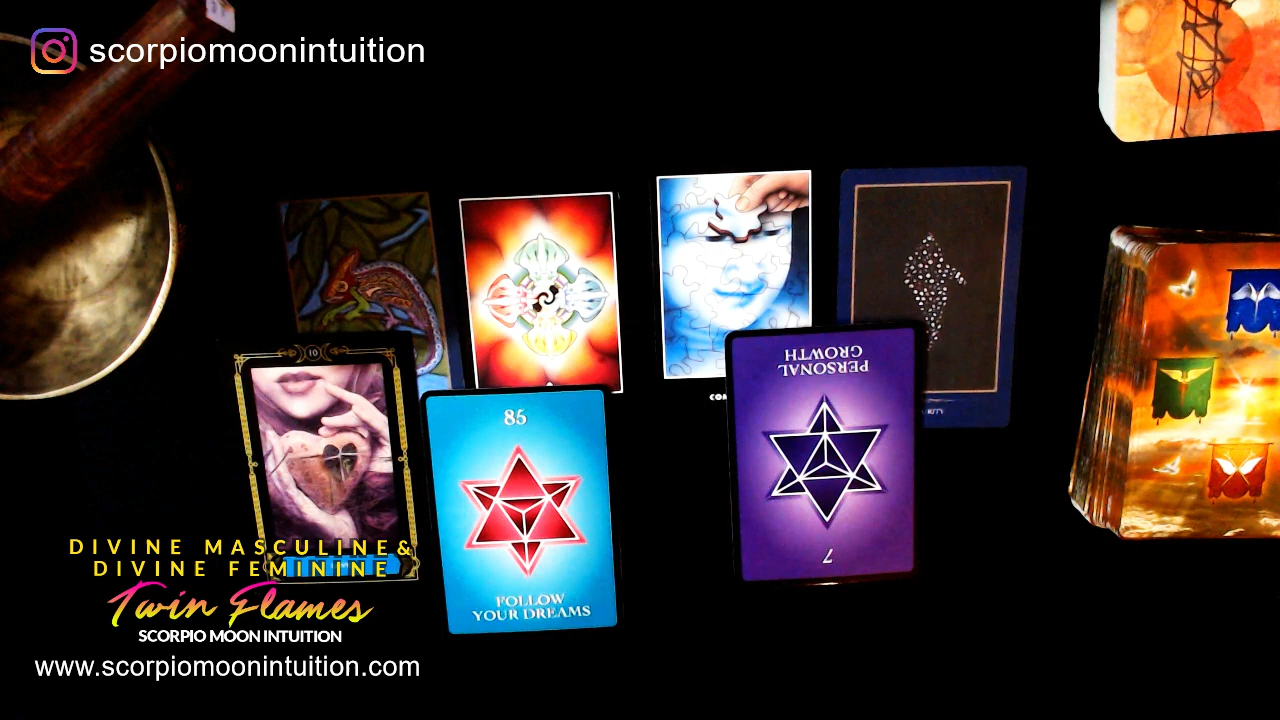 scorpiomoonintuition
10
85
FOLLOW
YOUR DREAMS
PERSONAL
GROWTH
7
DIVINE MASCULINE&
DIVINE FEMININE
Twin Flames
SCORPIO MOON INTUITION
www.scorpiomoonintuition.com